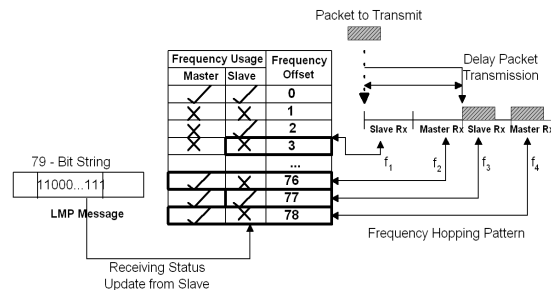 Packet to Transmit
Frequency Usage
Frequency Offset
Master Slave
0
1
2
3
...
76
77
78
Delay Packet Transmission
Slave Rx
Master Rx
Slave Rx
Master Rx
f1
f2
f3
f4
Frequency Hopping Pattern
79 - Bit String
11000...111
LMP Message
Receiving Status
Update from Slave